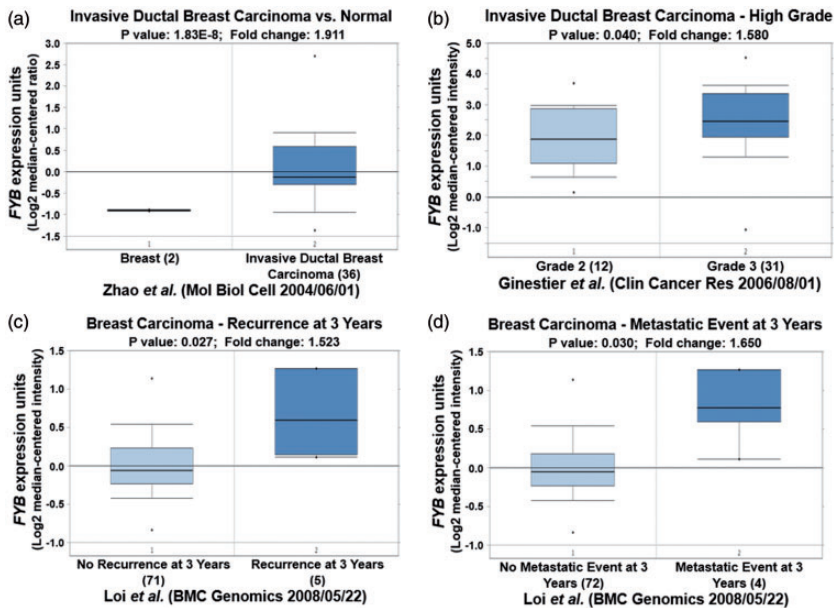 (a)
Invasive Ductal Breast Carcinoma vs. Normal
P value: 1.83E-8; Fold change: 1.911
FYB expression units
(Log2 median-centered ratio)
3.0
2.5
2.0
1.5
1.0
0.5
0.0
-0.5
-1.0
-1.5
1
2
Breast (2)
Invasive Ductal Breast
Carcinoma (36)
Zhao et al. (Mol Biol Cell 2004/06/01)
(b)
Invasive Ductal Breast Carcinoma - High Grade
P value: 0.040; Fold change: 1.580
FYB expression units
(Log2 median-centered intensity)
5.0
4.0
3.0
2.0
1.0
0.0
-1.0
1
2
Grade 2 (12)
Grade 3 (31)
Ginestier et al. (Clin Cancer Res 2006/08/01)
(c)
Breast Carcinoma - Recurrence at 3 Years
P value: 0.027; Fold change: 1.523
FYB expression units
(Log2 median-centered intensity)
1.5
1.0
0.5
0.0
-0.5
-1.0
1
2
No Recurrence at 3 Years
(71)
Recurrence at 3 Years
(5)
Loi et al. (BMC Genomics 2008/05/22)
(d)
Breast Carcinoma - Metastatic Event at 3 Years
P value: 0.030; Fold change: 1.650
FYB expression units
(Log2 median-centered intensity)
1.5
1.0
0.5
0.0
-0.5
-1.0
1
2
No Metastatic Event at 3
Years (72)
Metastatic Event at 3
Years (4)
Loi et al. (BMC Genomics 2008/05/22)